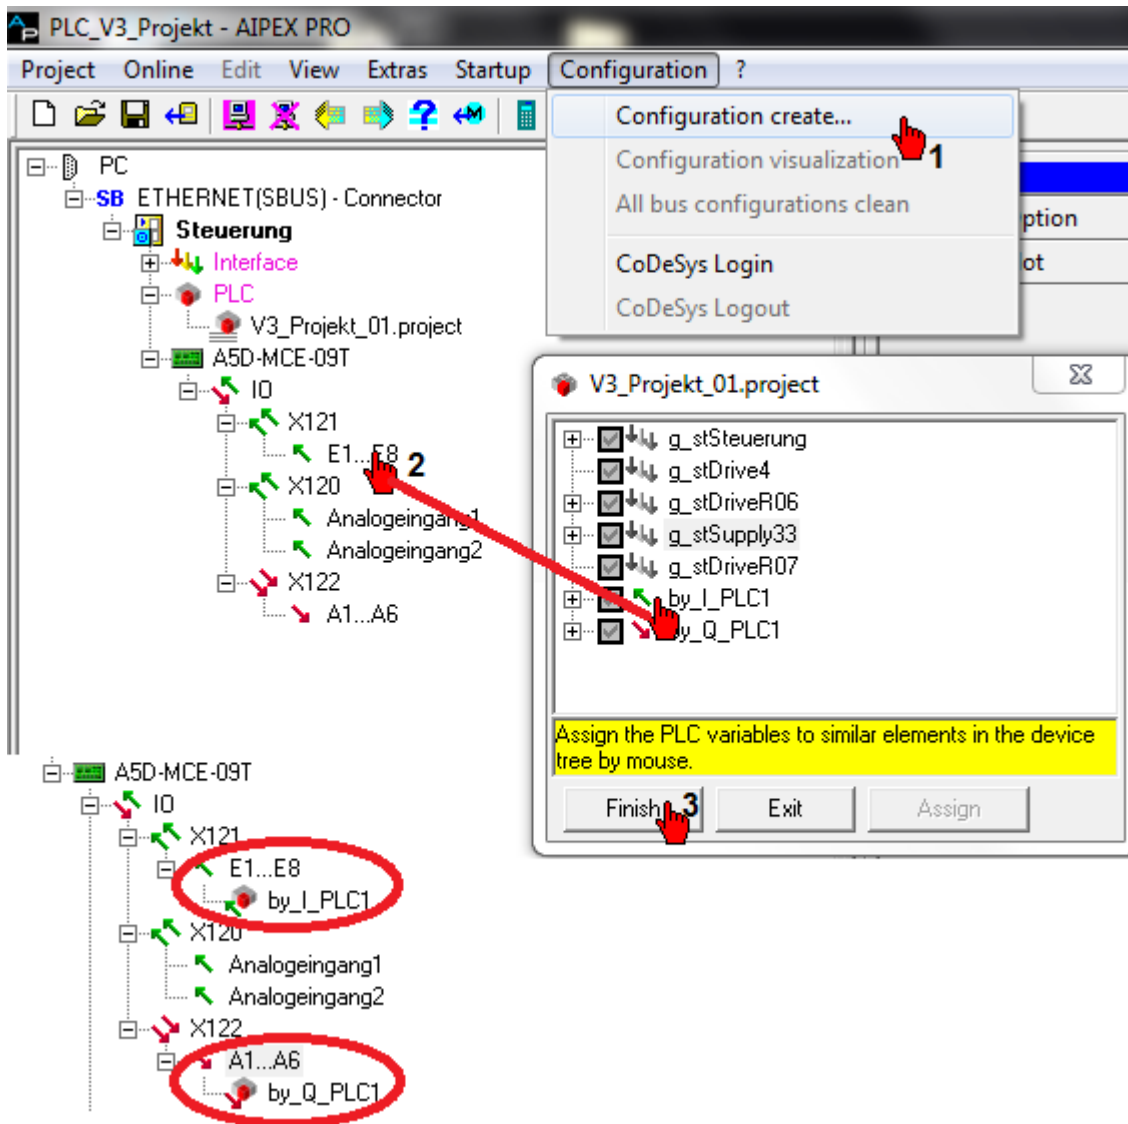 PLC_V3_Projekt - AIPEX PRO
Project Online Edit View Extras Startup Configuration ?
Configuration create...
1
Configuration visualization
All bus configurations clean
CoDeSys Login
CoDeSys Logout
ption
ot
PC
SB ETHERNET(SBUS) - Connector
Steuerung
Interface
PLC
V3_Projekt_01.project
A5D-MCE-09T
IO
X121
E1...E8
2
X120
Analogeingang1
Analogeingang2
X122
A1...A6
V3_Projekt_01.project
g_stSteuerung
g_stDrive4
g_stDriveR06
g_stSupply33
g_stDriveR07
by_I_PLC1
by_Q_PLC1
Assign the PLC variables to similar elements in the device
tree by mouse.
Finish 3 Exit Assign
A5D-MCE-09T
IO
X121
E1...E8
by_I_PLC1
X120
Analogeingang1
Analogeingang2
X122
A1...A6
by_Q_PLC1